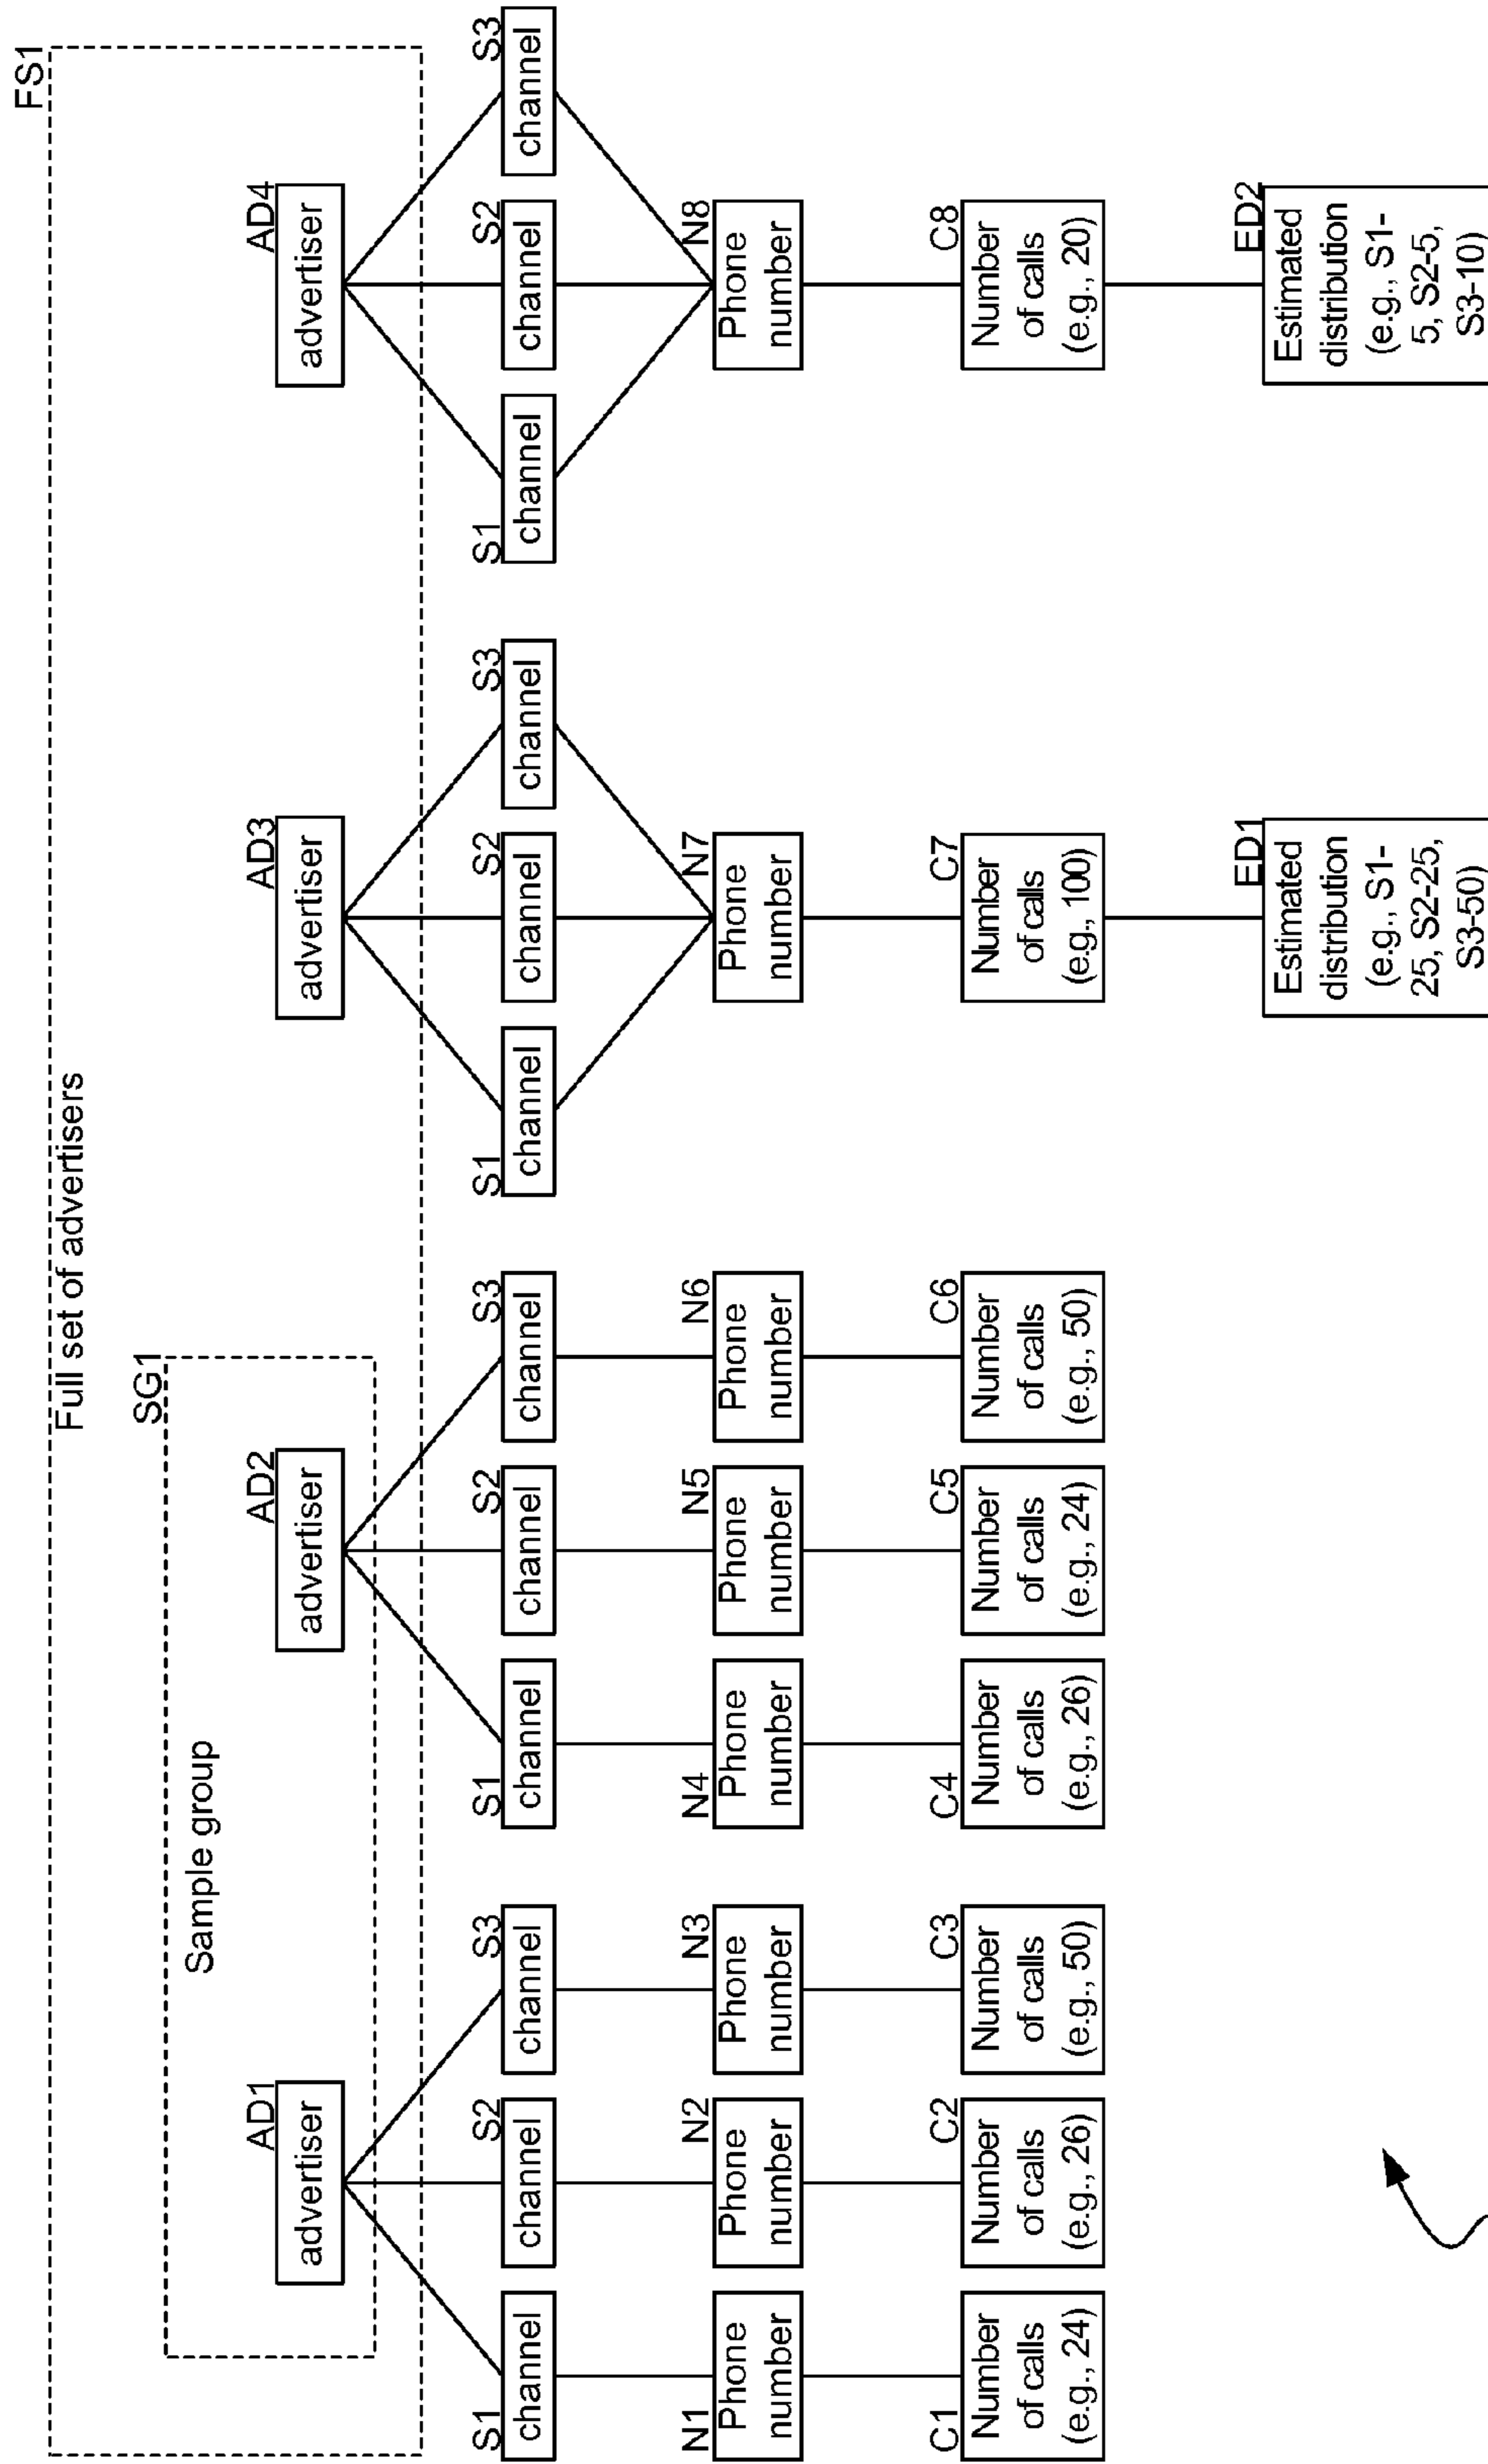 FS1
Full set of advertisers
SG1
Sample group
AD1
advertiser
AD2
advertiser
AD3
advertiser
AD4
advertiser
S1
channel
S2
channel
S3
channel
S1
channel
S2
channel
S3
channel
S1
channel
S2
channel
S3
channel
S1
channel
S2
channel
S3
channel
N1
Phone
number
N2
Phone
number
N3
Phone
number
N4
Phone
number
N5
Phone
number
N6
Phone
number
N7
Phone
number
N8
Phone
number
C1
Number
of calls
(e.g., 24)
C2
Number
of calls
(e.g., 26)
C3
Number
of calls
(e.g., 50)
C4
Number
of calls
(e.g., 26)
C5
Number
of calls
(e.g., 24)
C6
Number
of calls
(e.g., 50)
C7
Number
of calls
(e.g., 100)
C8
Number
of calls
(e.g., 20)
ED1
Estimated
distribution
(e.g., S1-
25, S2-25,
S3-50)
ED2
Estimated
distribution
(e.g., S1-
5, S2-5,
S3-10)